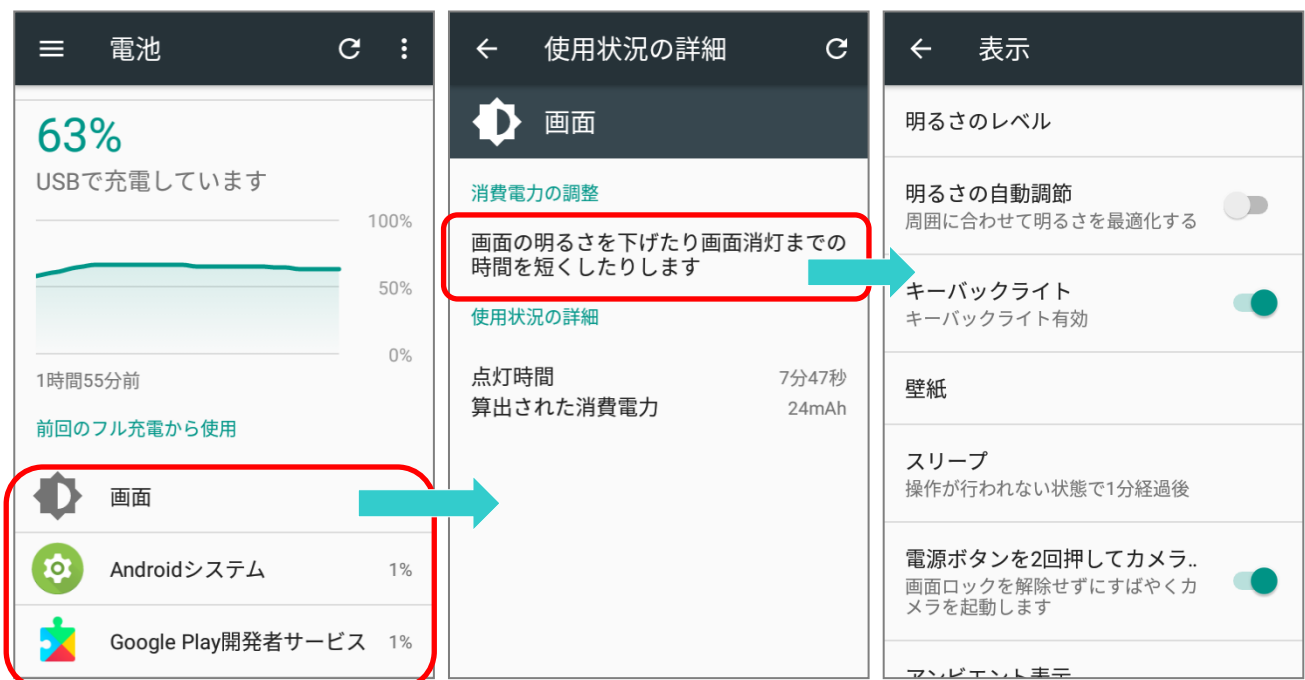 電池
63%
USBで充電しています
100%
50%
0%
1時間55分前
前回のフル充電から使用
画面
Androidシステム 1%
Google Play開発者サービス 1%
使用状況の詳細
画面
消費電力の調整
画面の明るさを下げたり画面消灯までの
時間を短くしたりします
使用状況の詳細
点灯時間 7分47秒
算出された消費電力 24mAh
表示
明るさのレベル
明るさの自動調節
周囲に合わせて明るさを最適化する
キーバックライト
キーバックライト有効
壁紙
スリープ
操作が行われない状態で1分経過後
電源ボタンを2回押してカメラ..
画面ロックを解除せずにすばやくカ
メラを起動します
アンビエント表示